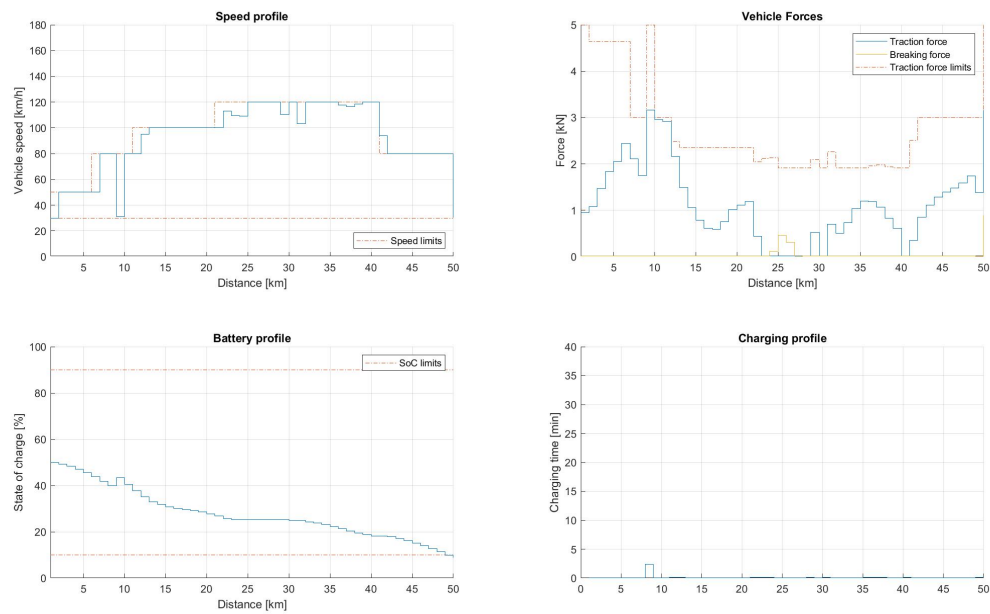 Speed profile
180
160
140
120
100
80
60
40
20
0
Vehicle speed [km/h]
Speed limits
5 10 15 20 25 30 35 40 45 50
Distance [km]
Vehicle Forces
5
4
3
2
1
0
Force [kN]
Traction force
Breaking force
Traction force limits
5 10 15 20 25 30 35 40 45 50
Distance [km]
Battery profile
100
80
60
40
20
0
State of charge [%]
SoC limits
5 10 15 20 25 30 35 40 45 50
Distance [km]
Charging profile
40
35
30
25
20
15
10
5
0
Charging time [min]
0 5 10 15 20 25 30 35 40 45 50